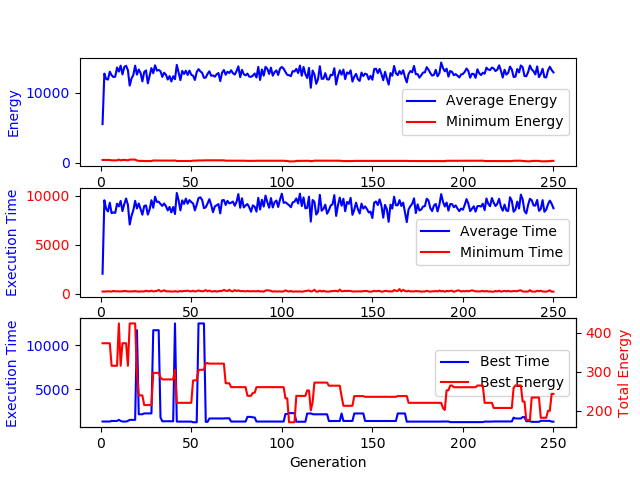 Energy
10000
0
Average Energy
Minimum Energy
0 50 100 150 200 250
Execution Time
10000
5000
0
Average Time
Minimum Time
0 50 100 150 200 250
Execution Time
10000
5000
Best Time
Best Energy
400
300
200
Total Energy
0 50 100 150 200 250
Generation